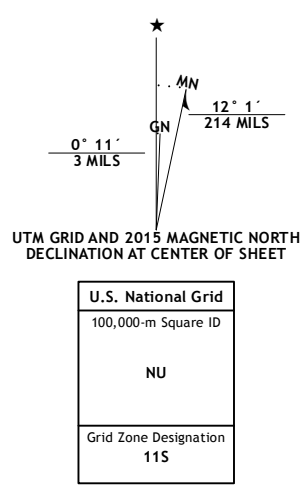 ★
MN
GN
12° 1´
214 MILS
0° 11´
3 MILS
UTM GRID AND 2015 MAGNETIC NORTH
DECLINATION AT CENTER OF SHEET
U.S. National Grid
100,000-m Square ID
NU
Grid Zone Designation
11S